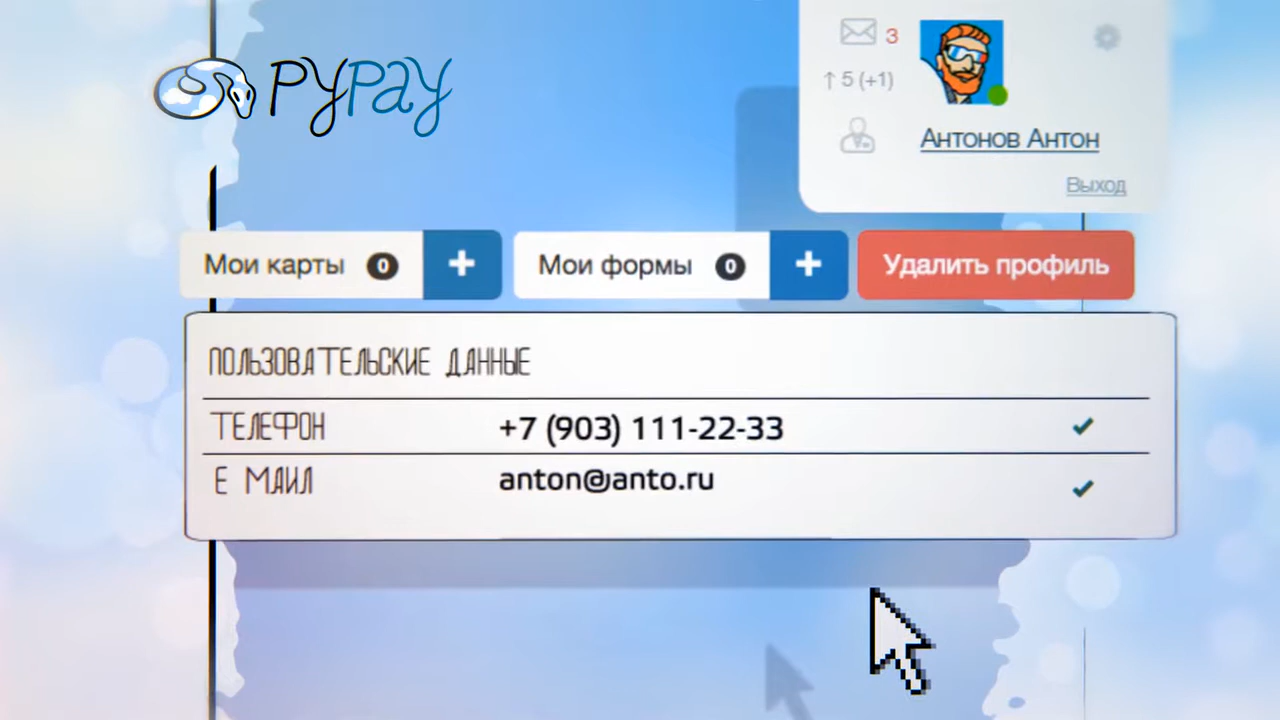 PYPAY
3
↑ 5 (+1)
Антонов Антон
Выход
Мои карты 0 +
Мои формы 0 +
Удалить профиль
ПОЛЬЗОВАТЕЛЬСКИЕ ДАННЫЕ
ТЕЛЕФОН +7 (903) 111-22-33
Е МАИЛ anton@anto.ru